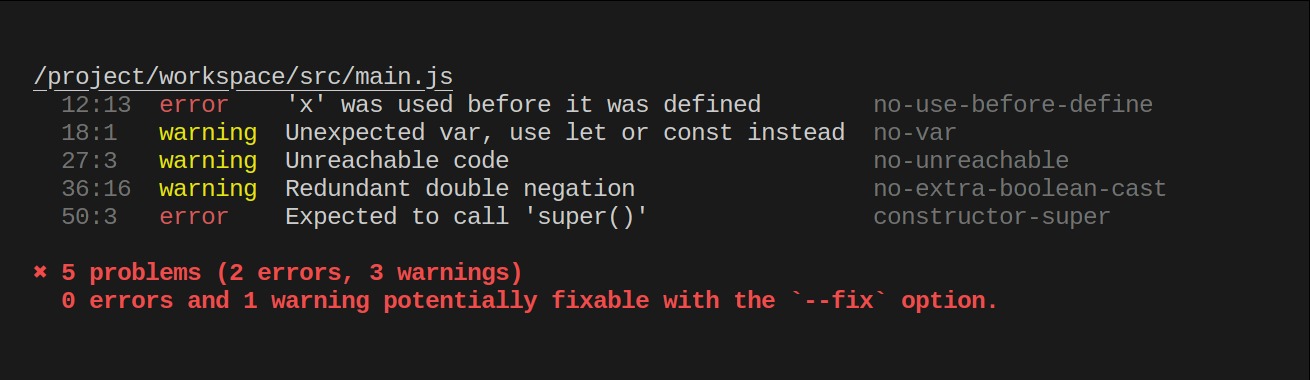 /project/workspace/src/main.js
12:13 error 'x' was used before it was defined no-use-before-define
18:1 warning Unexpected var, use let or const instead no-var
27:3 warning Unreachable code no-unreachable
36:16 warning Redundant double negation no-extra-boolean-cast
50:3 error Expected to call 'super()' constructor-super
✖ 5 problems (2 errors, 3 warnings)
0 errors and 1 warning potentially fixable with the `--fix` option.